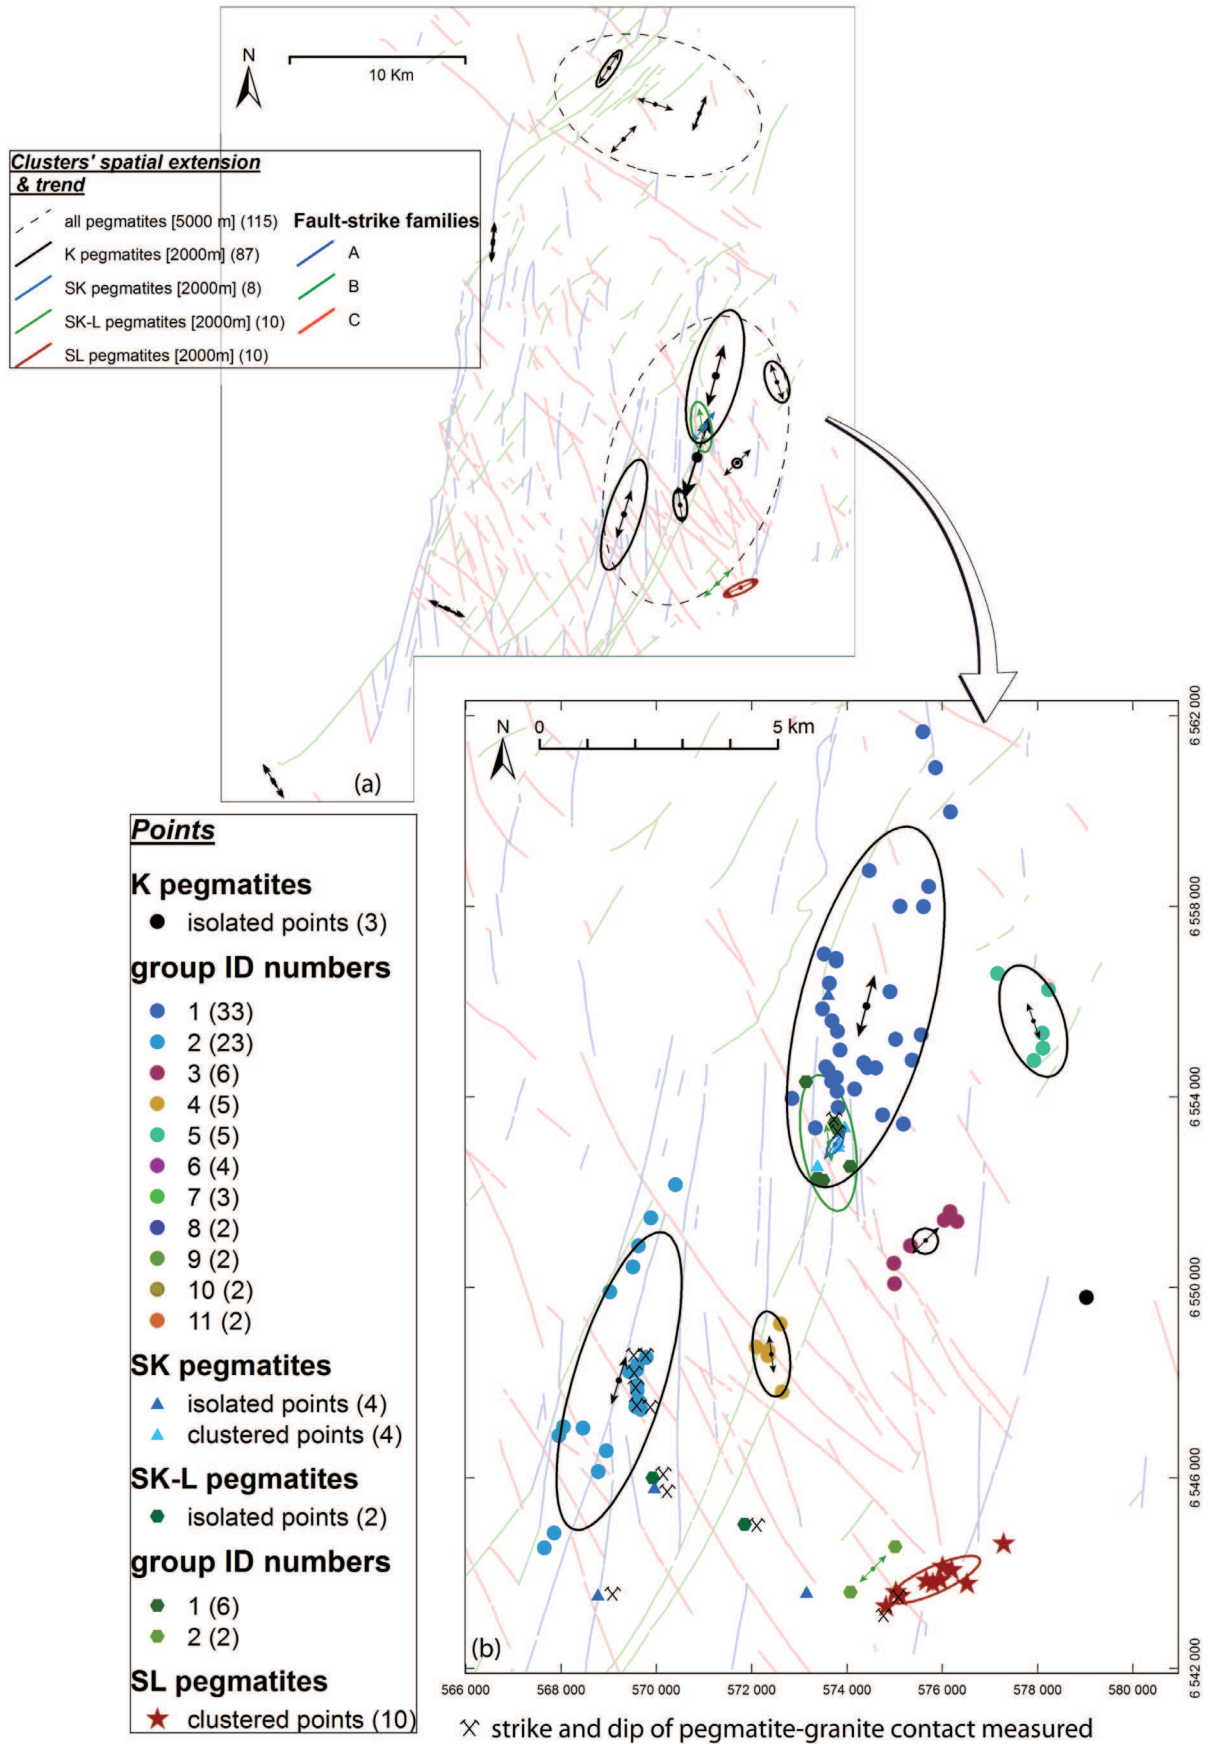 N
10 Km
Clusters' spatial extension
& trend
all pegmatites [5000 m] (115)
K pegmatites [2000m] (87)
SK pegmatites [2000m] (8)
SK-L pegmatites [2000m] (10)
SL pegmatites [2000m] (10)
Fault-strike families
A
B
C
(a)
N
0
5 km
6 562 000
6 558 000
6 554 000
6 550 000
6 546 000
6 542 000
Points
K pegmatites
isolated points (3)
group ID numbers
1 (33)
2 (23)
3 (6)
4 (5)
5 (5)
6 (4)
7 (3)
8 (2)
9 (2)
10 (2)
11 (2)
SK pegmatites
isolated points (4)
clustered points (4)
SK-L pegmatites
isolated points (2)
group ID numbers
1 (6)
2 (2)
SL pegmatites
clustered points (10)
(b)
566 000
568 000
570 000
572 000
574 000
576 000
578 000
580 000
strike and dip of pegmatite-granite contact measured